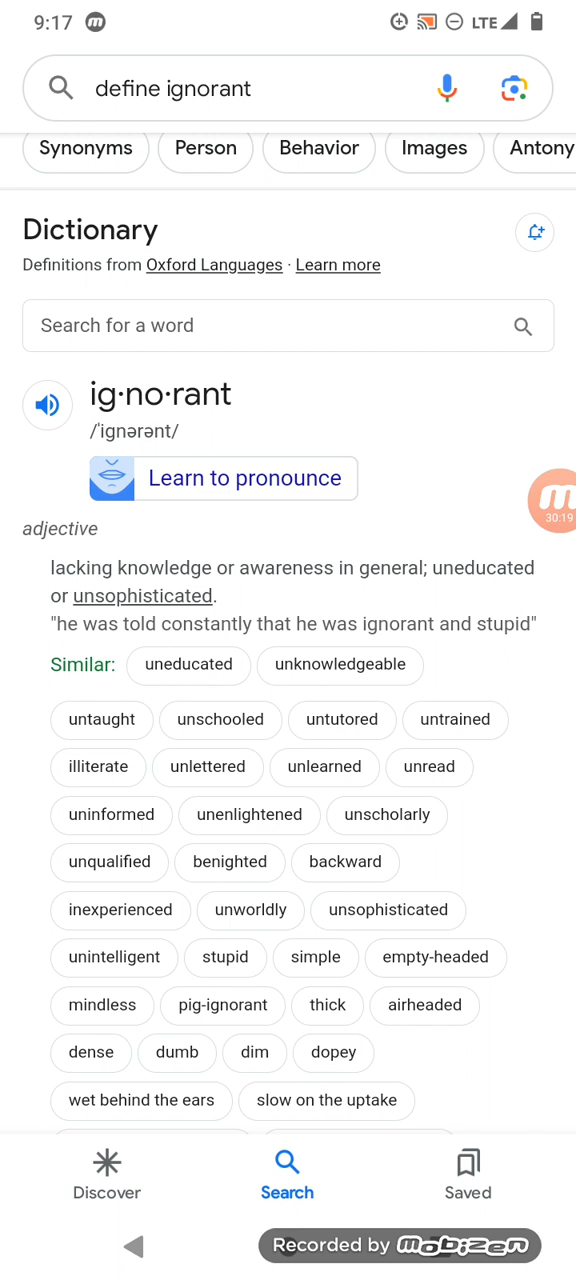 9:17 m LTE
define ignorant
Synonyms Person Behavior Images Antony
Dictionary
Definitions from Oxford Languages · Learn more
Search for a word
ig·no·rant
/ˈignərənt/
Learn to pronounce
30:19
adjective
lacking knowledge or awareness in general; uneducated
or unsophisticated.
"he was told constantly that he was ignorant and stupid"
Similar: uneducated unknowledgeable
untaught unschooled untutored untrained
illiterate unlettered unlearned unread
uninformed unenlightened unscholarly
unqualified benighted backward
inexperienced unworldly unsophisticated
unintelligent stupid simple empty-headed
mindless pig-ignorant thick airheaded
dense dumb dim dopey
wet behind the ears slow on the uptake
Discover Search Saved
Recorded by mobizen